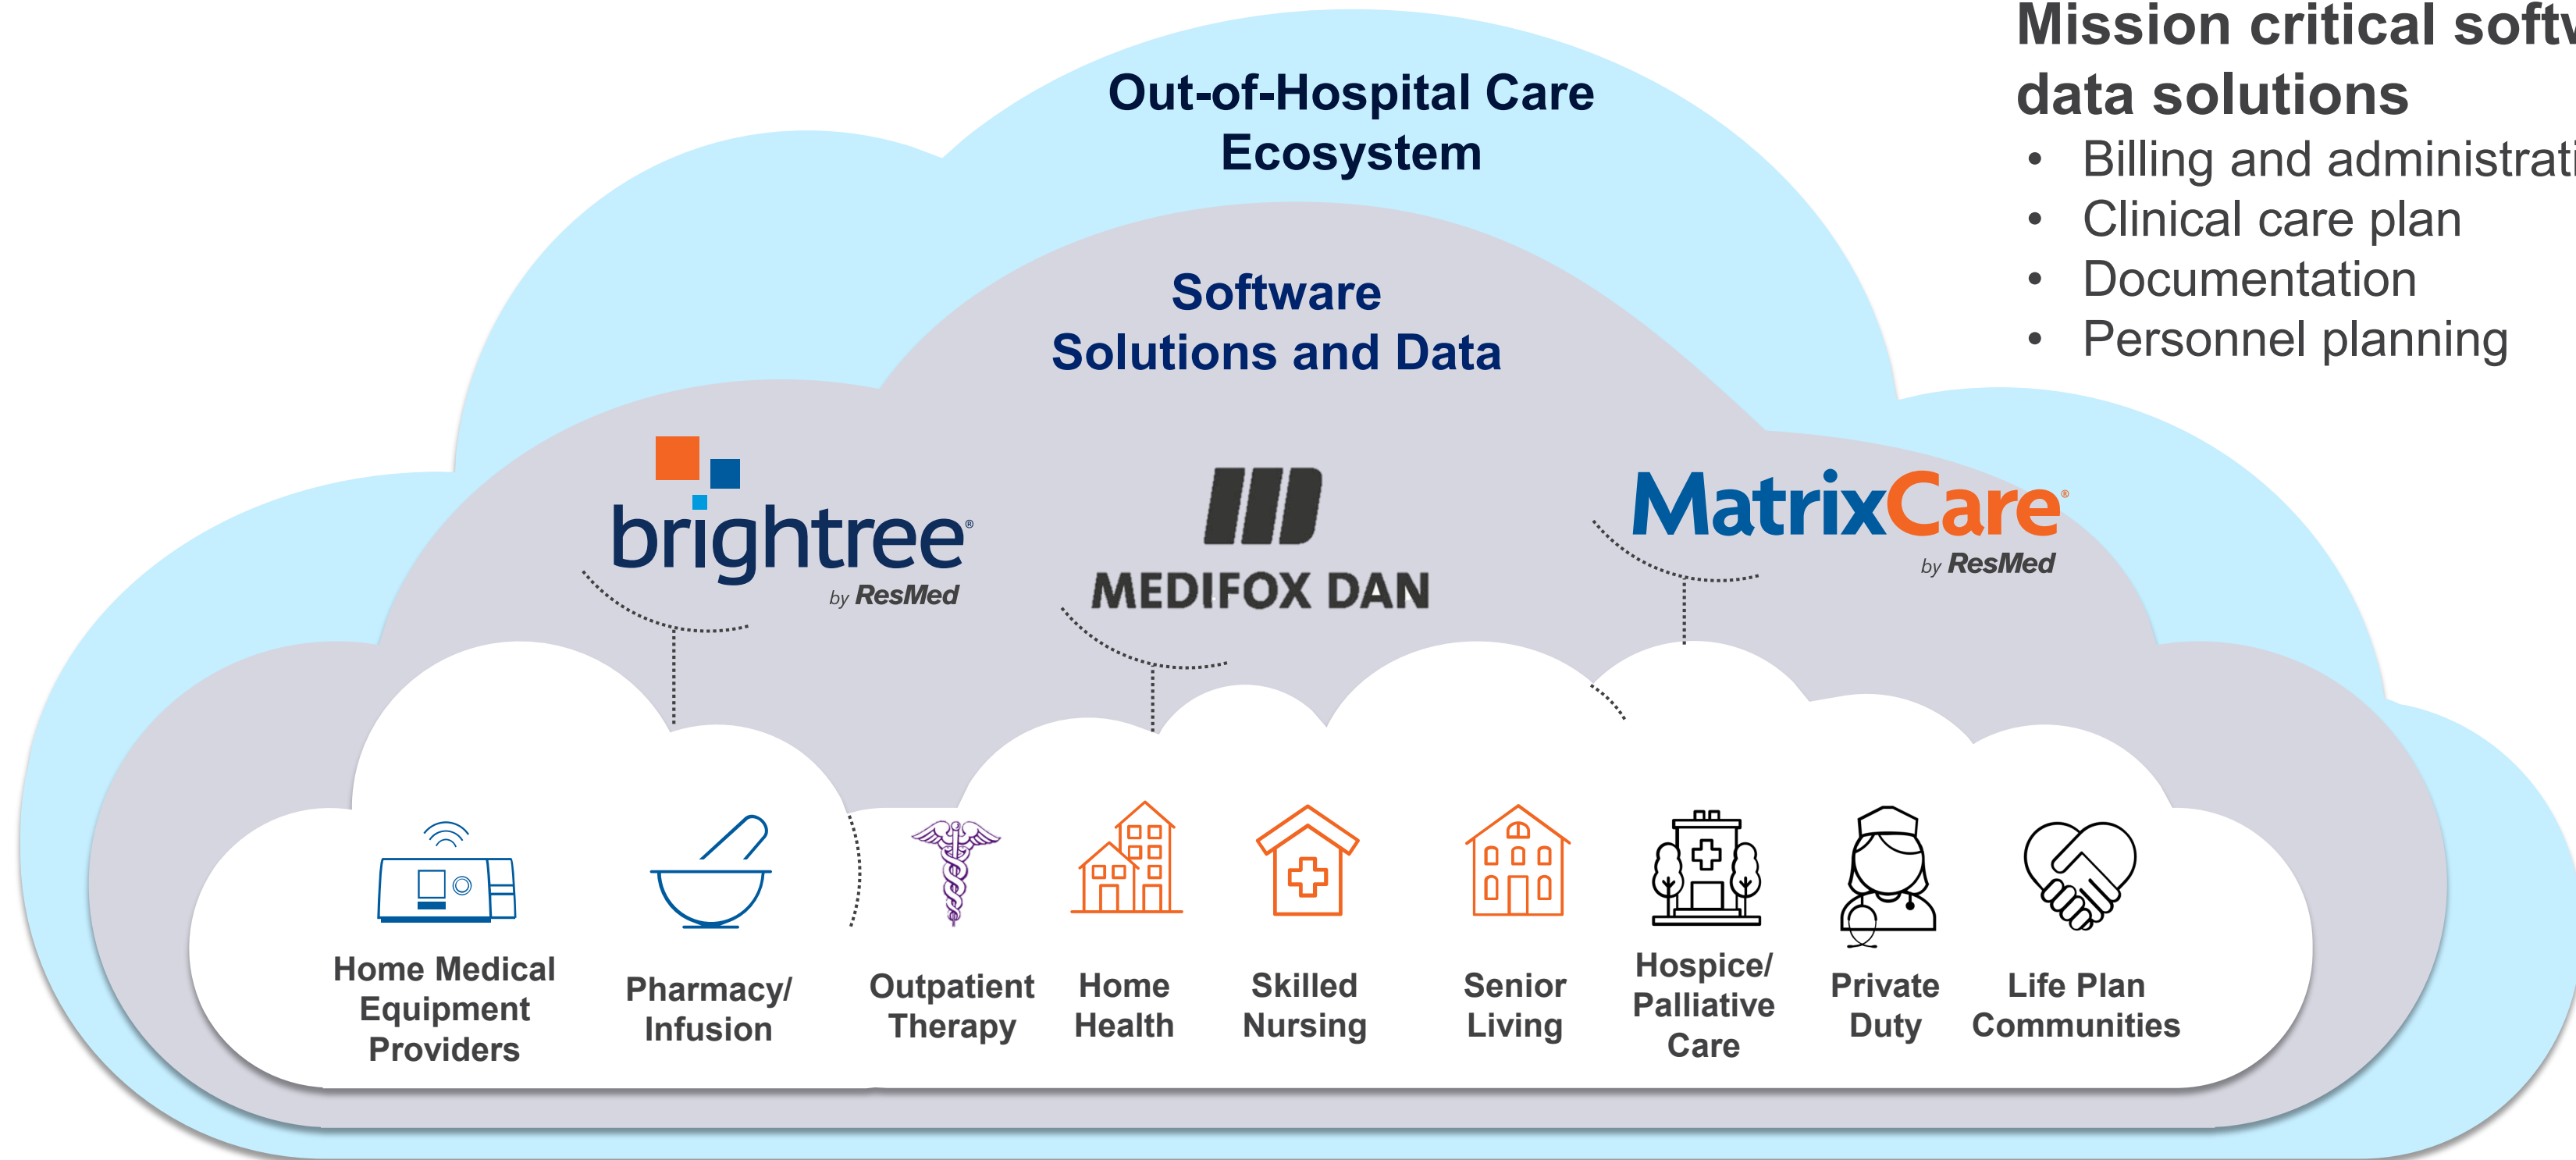 Mission critical softw
data solutions
• Billing and administrati
• Clinical care plan
• Documentation
• Personnel planning
Out-of-Hospital Care
Ecosystem
Software
Solutions and Data
brightree®
by ResMed
MEDIFOX DAN
MatrixCare®
by ResMed
Home Medical
Equipment
Providers
Pharmacy/
Infusion
Outpatient
Therapy
Home
Health
Skilled
Nursing
Senior
Living
Hospice/
Palliative
Care
Private
Duty
Life Plan
Communities